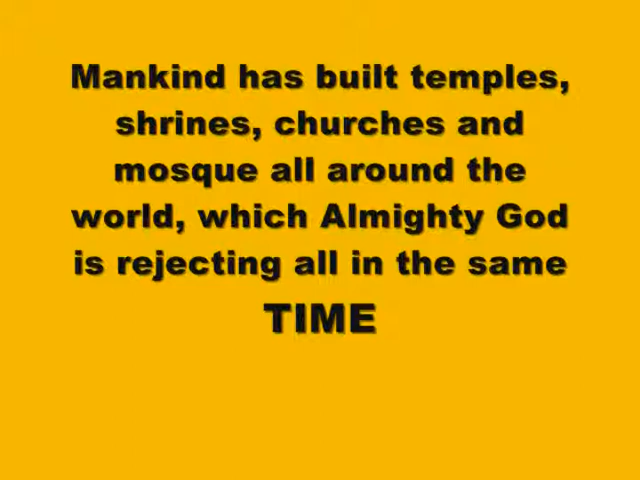 Mankind has built temples,
shrines, churches and
mosque all around the
world, which Almighty God
is rejecting all in the same
TIME